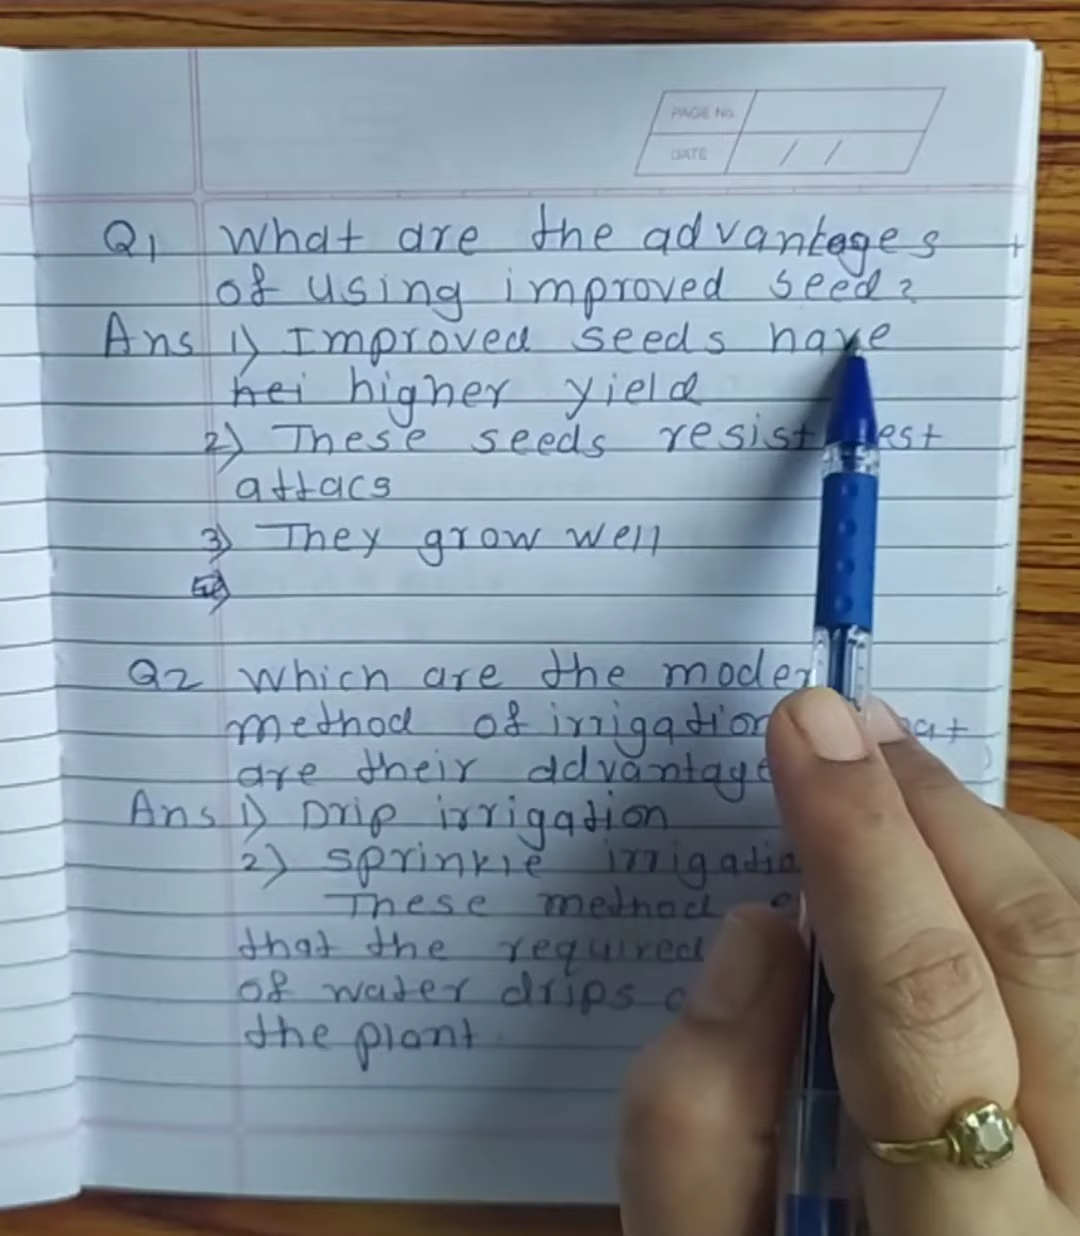 PAGE No.
DATE / /
Q1 What are the advantages
of using improved seed?
Ans 1) Improved seeds have
hei higher yield
2) These seeds resist
attacs
3) They grow well
Q2 Which are the
method of irrigation
are their advantage
Ans 1) Drip irrigation
2) sprinkle
These method
that the required
of water drips
the plant